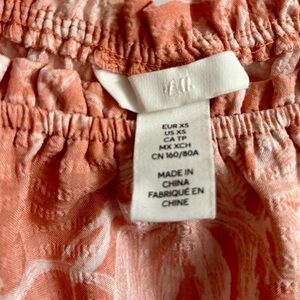 H&M
EUR XS
US XS
CA TP
MX XCH
CN 160/80A
MADE IN
CHINA
FABRIQUÉ EN
CHINE